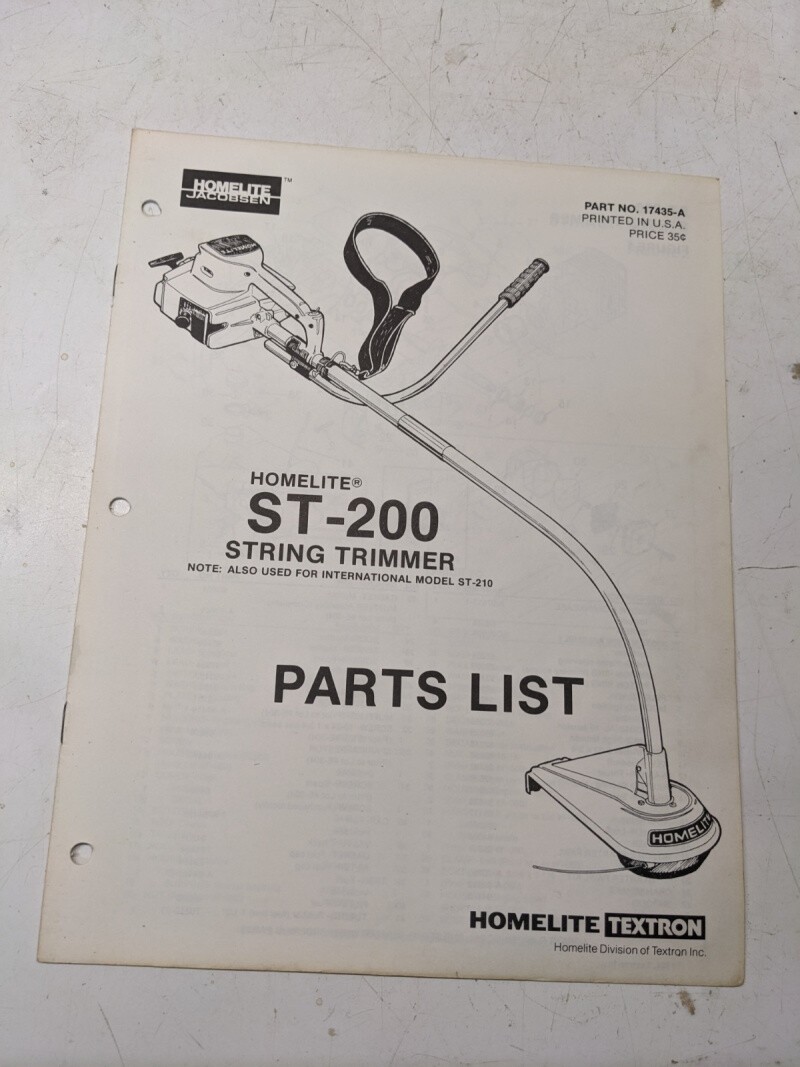 HOMELITE
JACOBSEN
™
PART NO. 17435-A
PRINTED IN U.S.A.
PRICE 35¢
HOMELITE
HOMELITE®
ST-200
STRING TRIMMER
NOTE: ALSO USED FOR INTERNATIONAL MODEL ST-210
PARTS LIST
HOMELITE
HOMELITE TEXTRON
Homelite Division of Textron Inc.